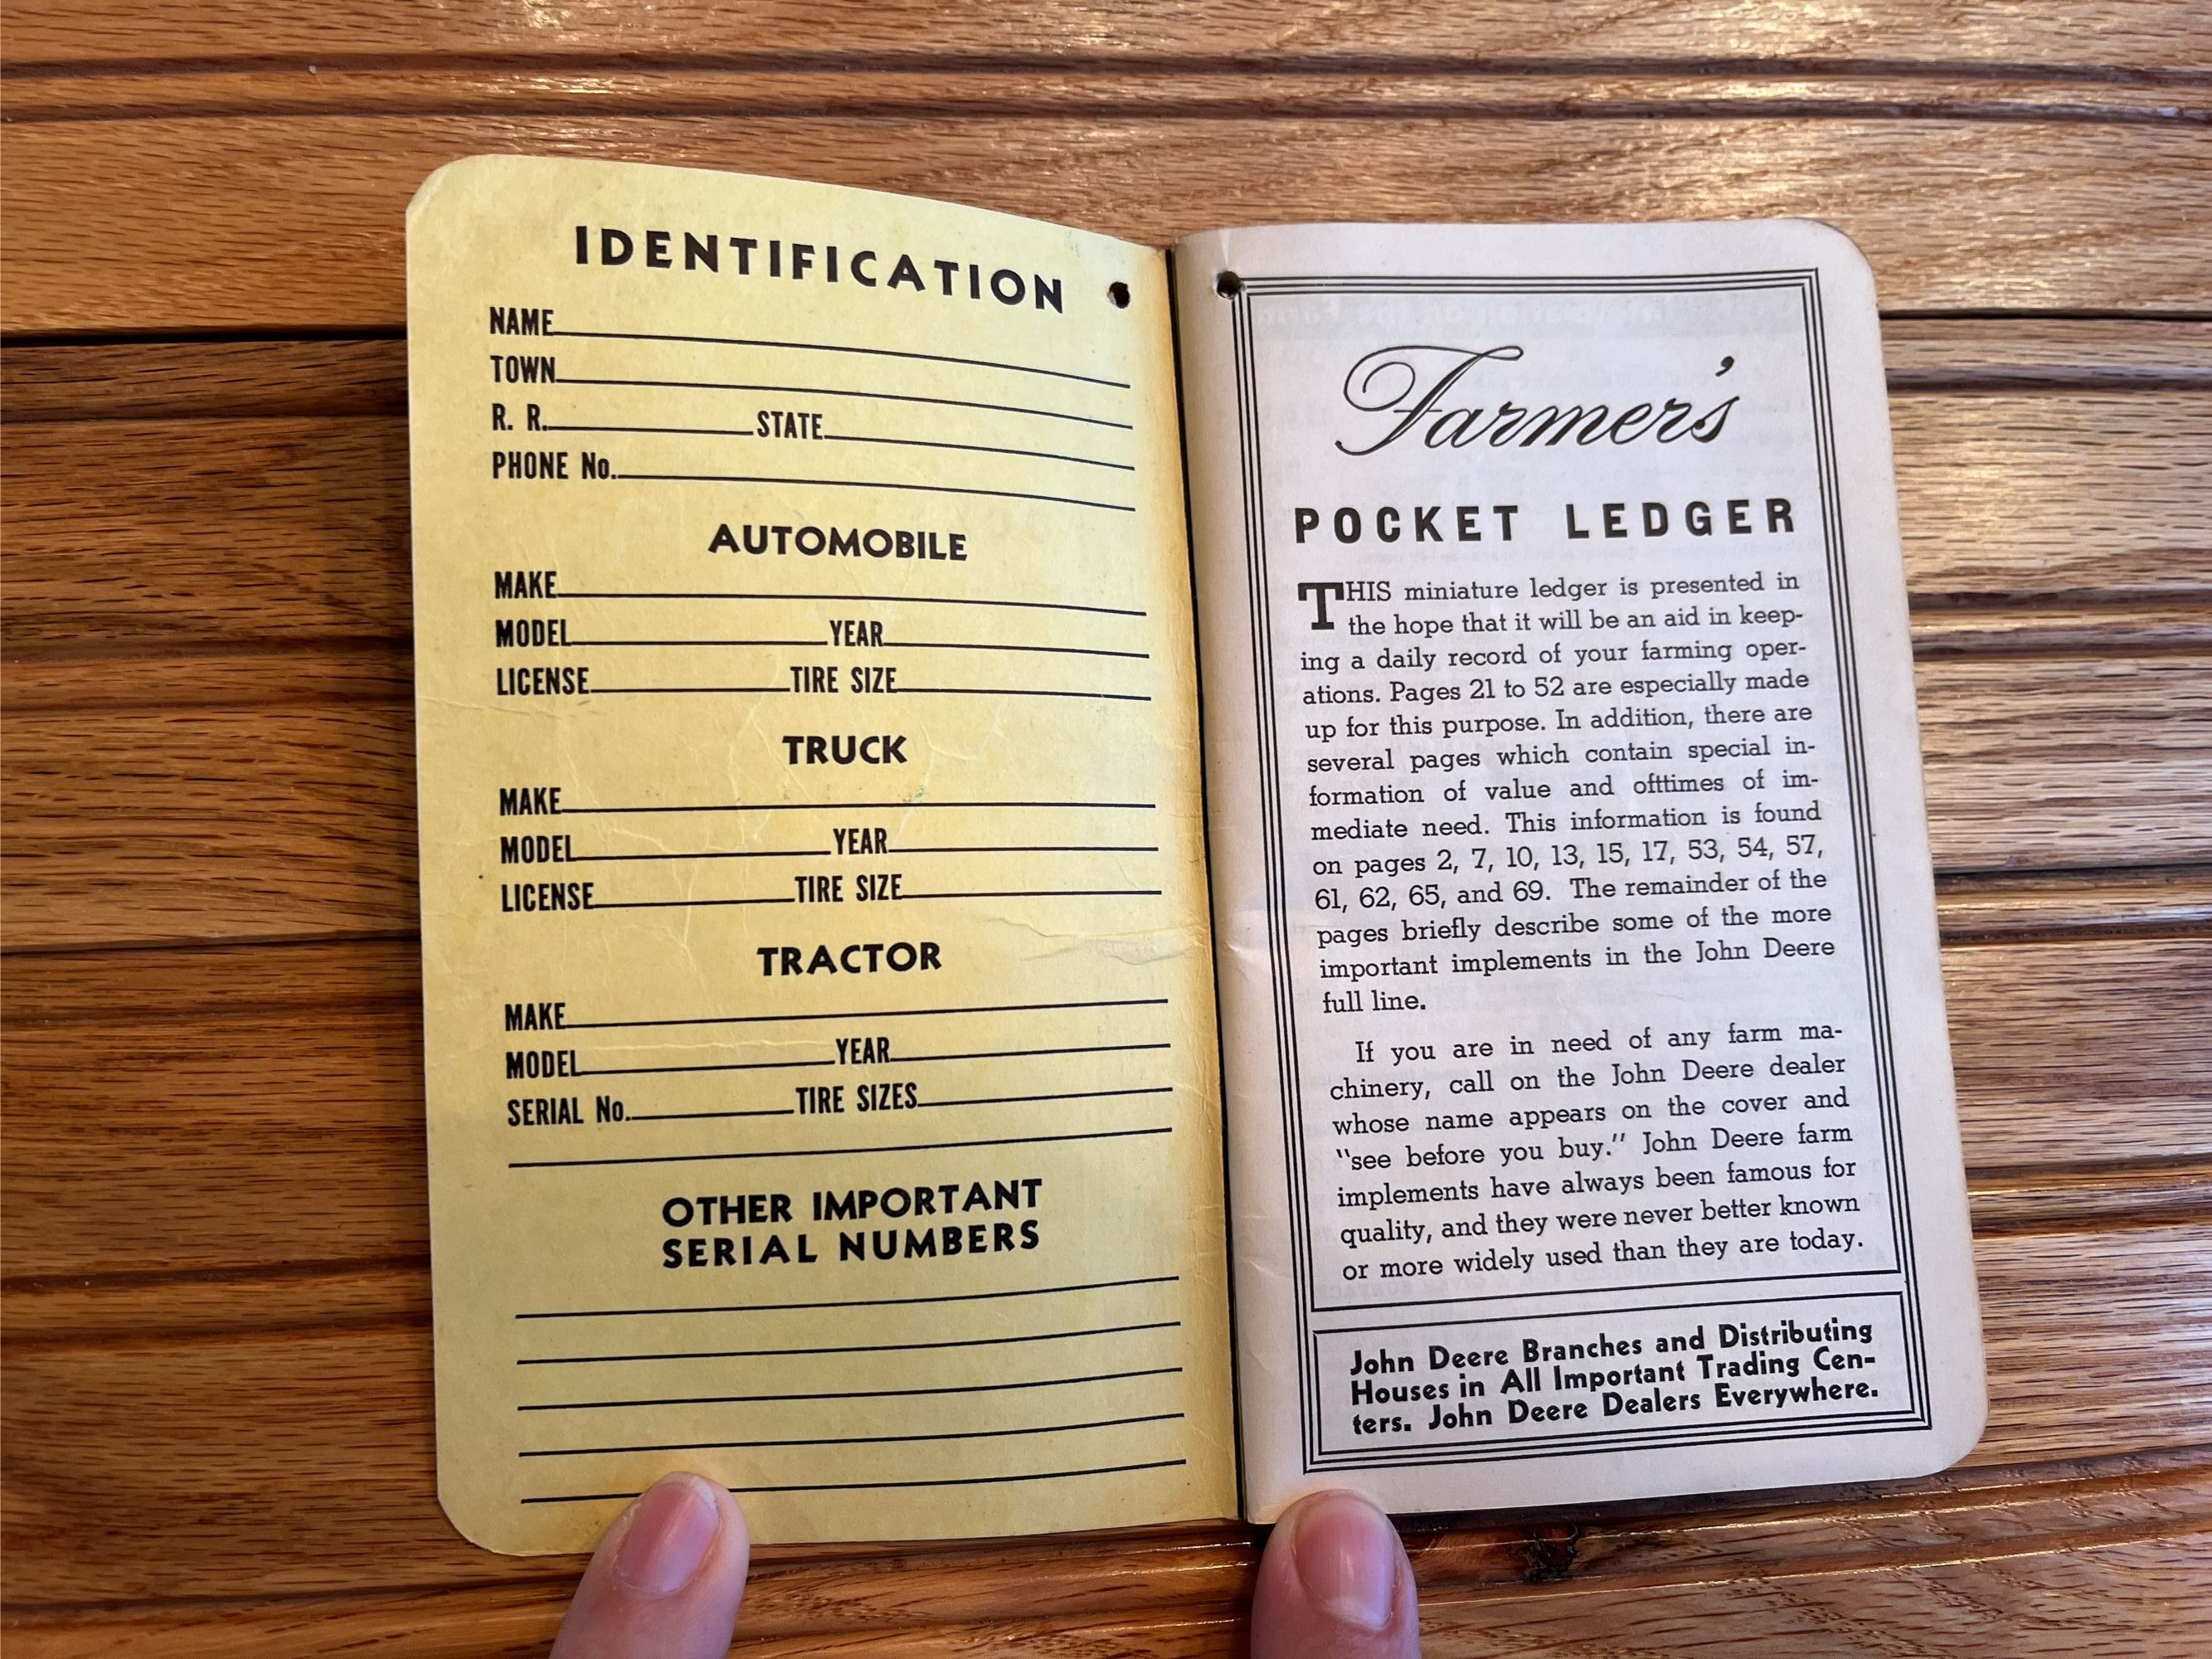 IDENTIFICATION
NAME
TOWN
R. R. STATE
PHONE No.
AUTOMOBILE
MAKE
MODEL YEAR
LICENSE TIRE SIZE
TRUCK
MAKE
MODEL YEAR
LICENSE TIRE SIZE
TRACTOR
MAKE
MODEL YEAR
SERIAL No. TIRE SIZES
OTHER IMPORTANT
SERIAL NUMBERS
Farmer's
POCKET LEDGER
THIS miniature ledger is presented in
the hope that it will be an aid in keep-
ing a daily record of your farming oper-
ations. Pages 21 to 52 are especially made
up for this purpose. In addition, there are
several pages which contain special in-
formation of value and ofttimes of im-
mediate need. This information is found
on pages 2, 7, 10, 13, 15, 17, 53, 54, 57,
61, 62, 65, and 69. The remainder of the
pages briefly describe some of the more
important implements in the John Deere
full line.
If you are in need of any farm ma-
chinery, call on the John Deere dealer
whose name appears on the cover and
"see before you buy." John Deere farm
implements have always been famous for
quality, and they were never better known
or more widely used than they are today.
John Deere Branches and Distributing
Houses in All Important Trading Cen-
ters. John Deere Dealers Everywhere.